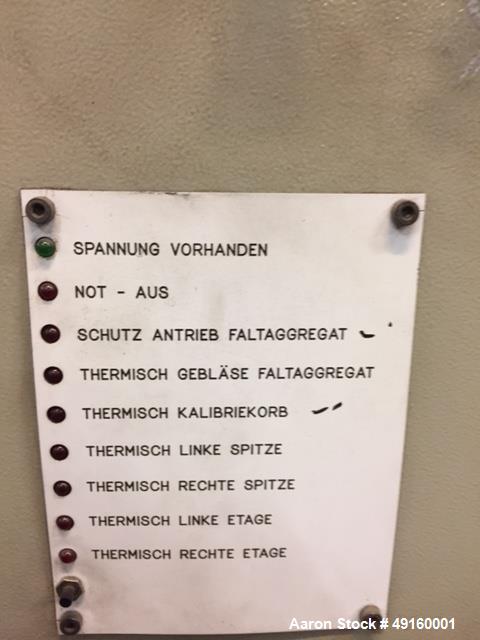 SPANNUNG VORHANDEN
NOT - AUS
SCHUTZ ANTRIEB FALTAGGREGAT
THERMISCH GEBLÄSE FALTAGGREGAT
THERMISCH KALIBRIEKORB
THERMISCH LINKE SPITZE
THERMISCH RECHTE SPITZE
THERMISCH LINKE ETAGE
THERMISCH RECHTE ETAGE
Aaron Stock # 49160001